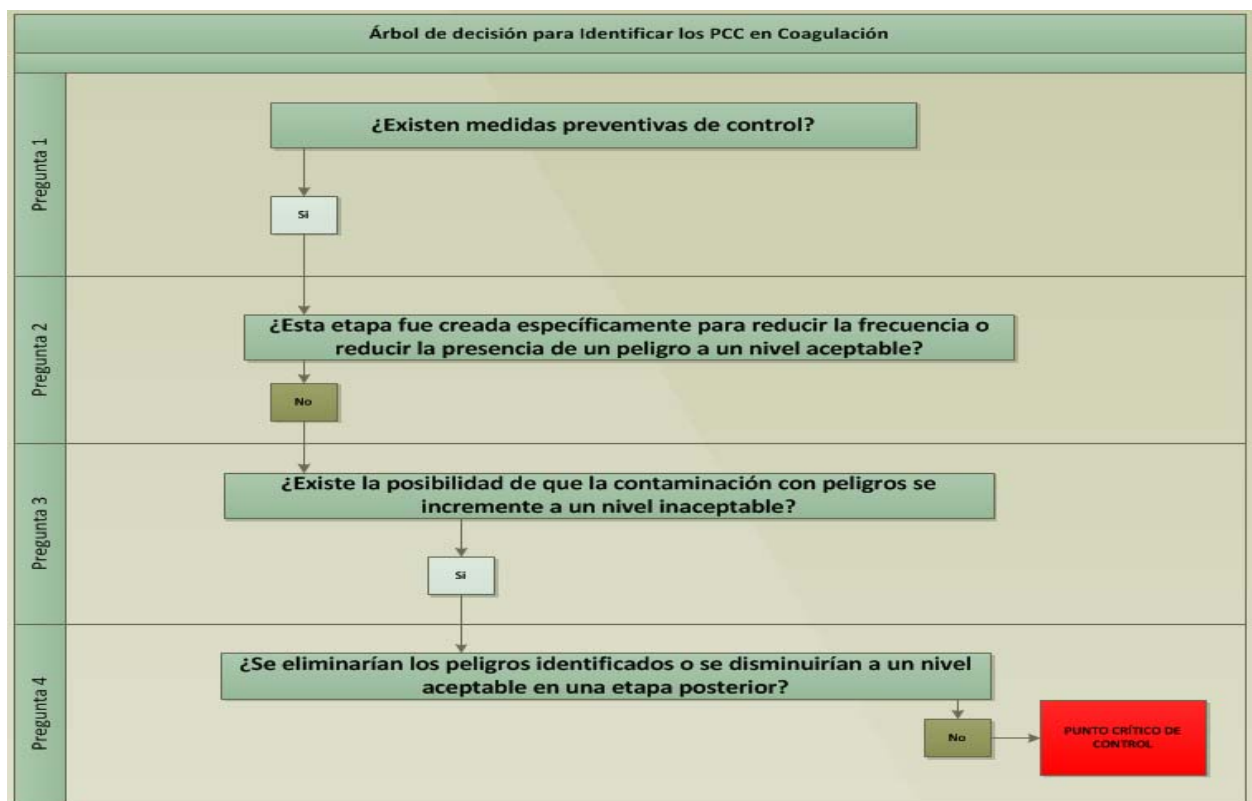 Árbol de decisión para Identificar los PCC en Coagulación
Pregunta 1
¿Existen medidas preventivas de control?
Si
Pregunta 2
¿Esta etapa fue creada específicamente para reducir la frecuencia o
reducir la presencia de un peligro a un nivel aceptable?
No
Pregunta 3
¿Existe la posibilidad de que la contaminación con peligros se
incremente a un nivel inaceptable?
Si
Pregunta 4
¿Se eliminarían los peligros identificados o se disminuirían a un nivel
aceptable en una etapa posterior?
No
PUNTO CRÍTICO DE
CONTROL